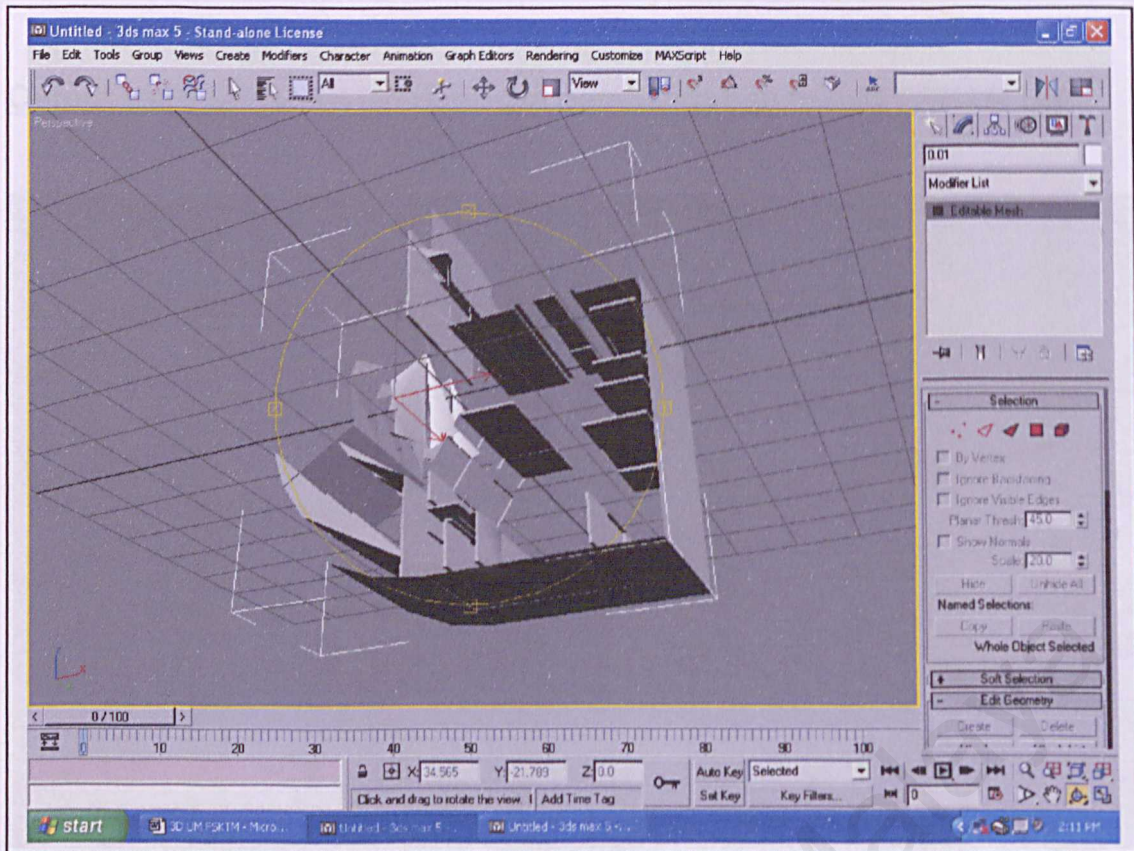 Untitled - 3ds max 5 - Stand-alone License
File Edit Tools Group Views Create Modifiers Character Animation Graph Editors Rendering Customize MAXScript Help
All View
Perspective
0.01
Modifier List
Editable Mesh
- Selection
By Vertex
Ignore Backfacing
Ignore Visible Edges
Planar Thresh: 45.0
Show Normals
Scale: 20.0
Hide Unhide All
Named Selections:
Copy Paste
Whole Object Selected
+ Soft Selection
- Edit Geometry
Create Delete
< 0 / 100 >
0 10 20 30 40 50 60 70 80 90 100
X: 34.565 Y: -21.789 Z: 0.0
Auto Key Selected
Click and drag to rotate the view. Add Time Tag
Set Key Key Filters... 0
start 3D UM FSKTM - Micro... Untitled - 3ds max 5 - Untitled - 3ds max 5 - 2:11 PM